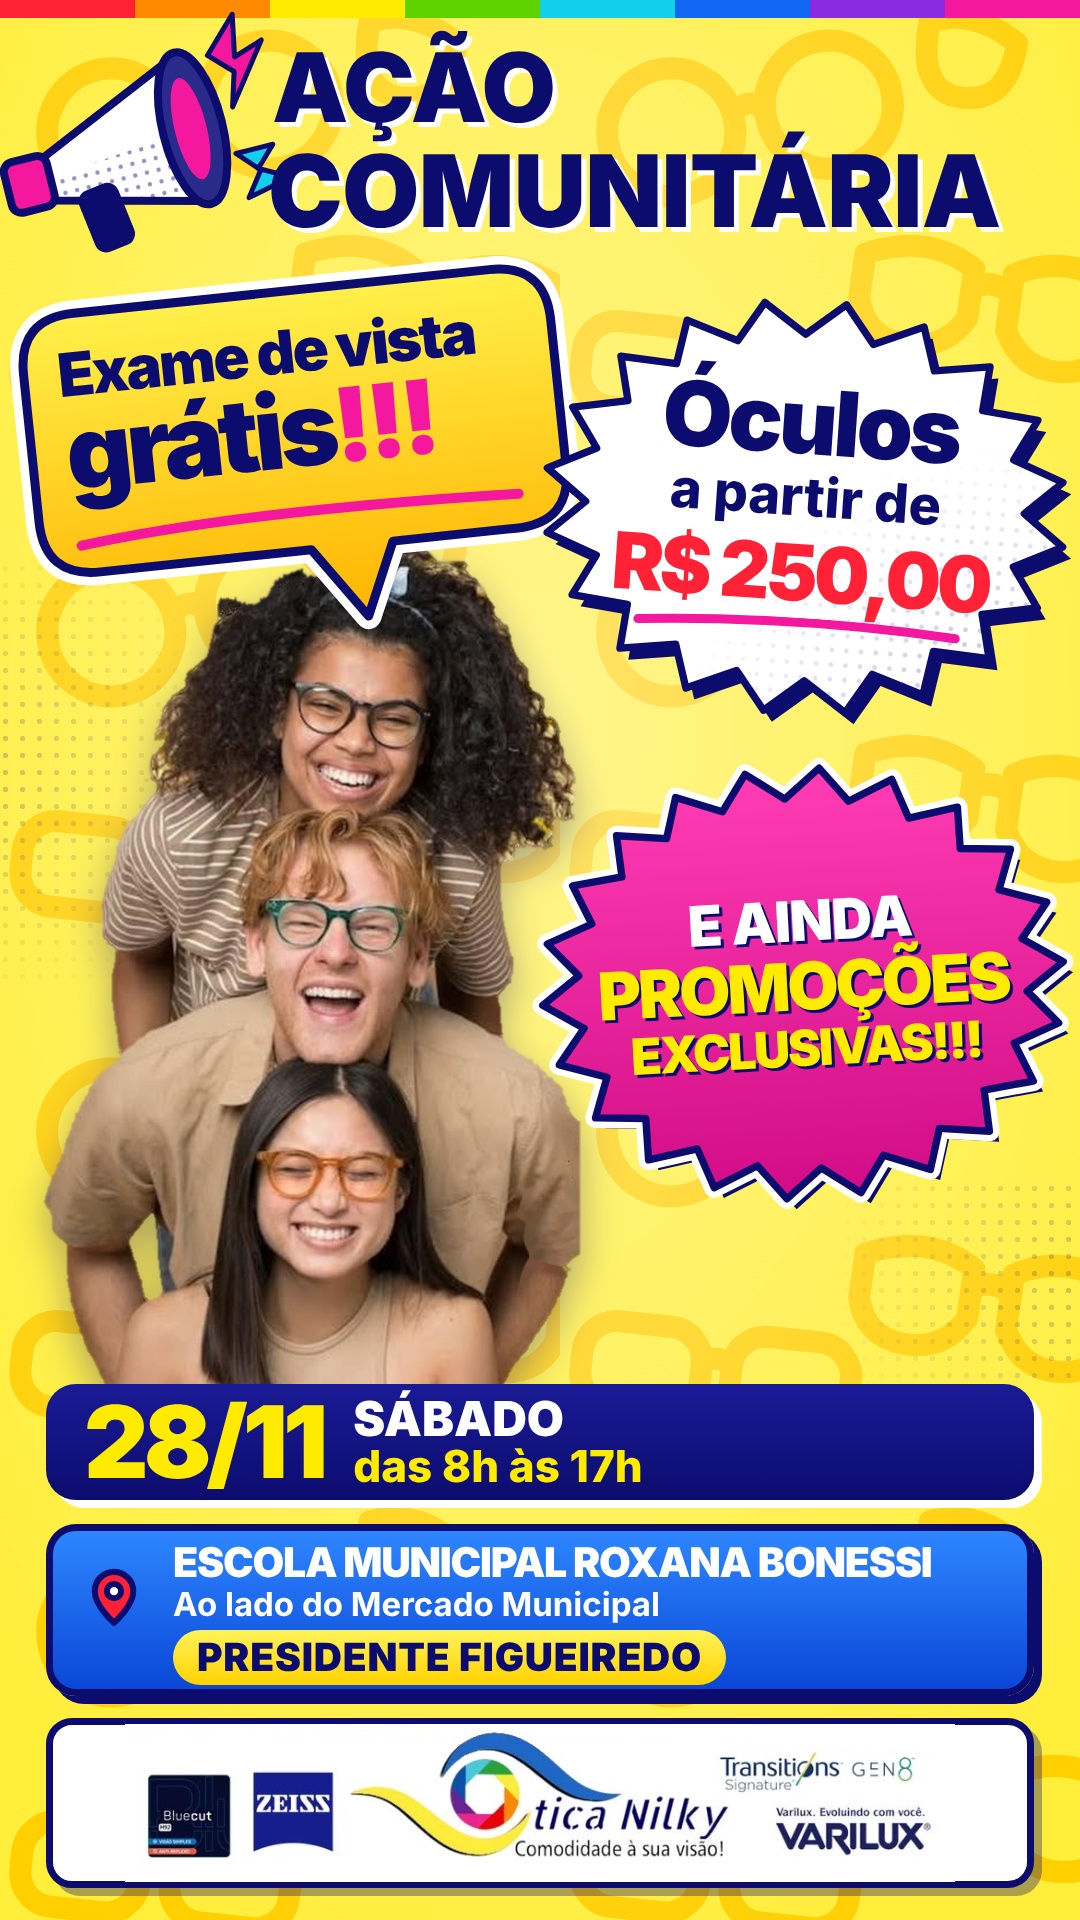 AÇÃO
COMUNITÁRIA
Exame de vista
grátis!!!
Óculos
a partir de
R$ 250,00
E AINDA
PROMOÇÕES
EXCLUSIVAS!!!
28/11
SÁBADO
das 8h às 17h
ESCOLA MUNICIPAL ROXANA BONESSI
Ao lado do Mercado Municipal
PRESIDENTE FIGUEIREDO
Bluecut
ZEISS
Ótica Nilky
Comodidade à sua visão!
Transitions GEN8™
Signature®
Varilux. Evoluindo com você.
VARILUX®